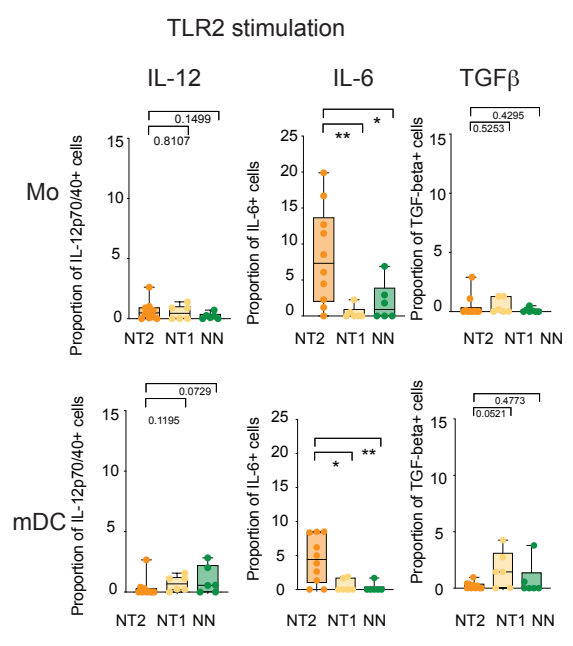 TLR2 stimulation
IL-12
IL-6
TGFβ
Mo
Proportion of IL-12p70/40+ cells
15
10
5
0
0.1499
0.8107
NT2 NT1 NN
Proportion of IL-6+ cells
25
20
15
10
5
0
*
**
NT2 NT1 NN
Proportion of TGF-beta+ cells
15
10
5
0
0.4295
0.5253
NT2 NT1 NN
mDC
Proportion of IL-12p70/40+ cells
15
10
5
0
0.0729
0.1195
NT2 NT1 NN
Proportion of IL-6+ cells
25
20
15
10
5
0
**
*
NT2 NT1 NN
Proportion of TGF-beta+ cells
15
10
5
0
0.4773
0.0521
NT2 NT1 NN